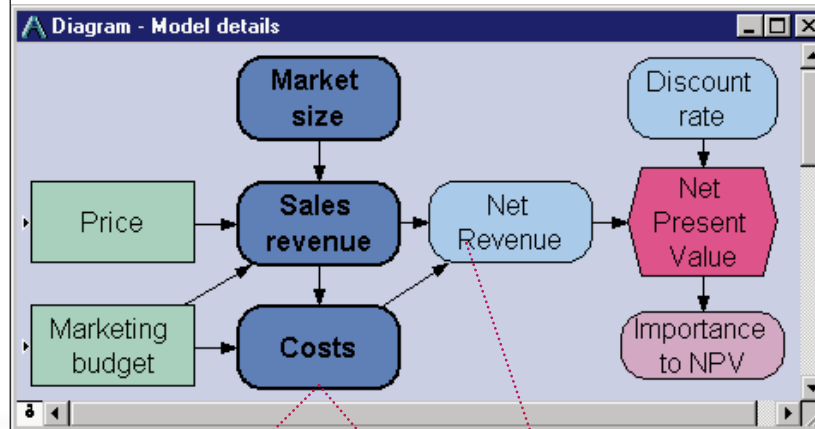 Diagram - Model details
Market
size
Discount
rate
Price
Sales
revenue
Net
Revenue
Net
Present
Value
Marketing
budget
Costs
Importance
to NPV